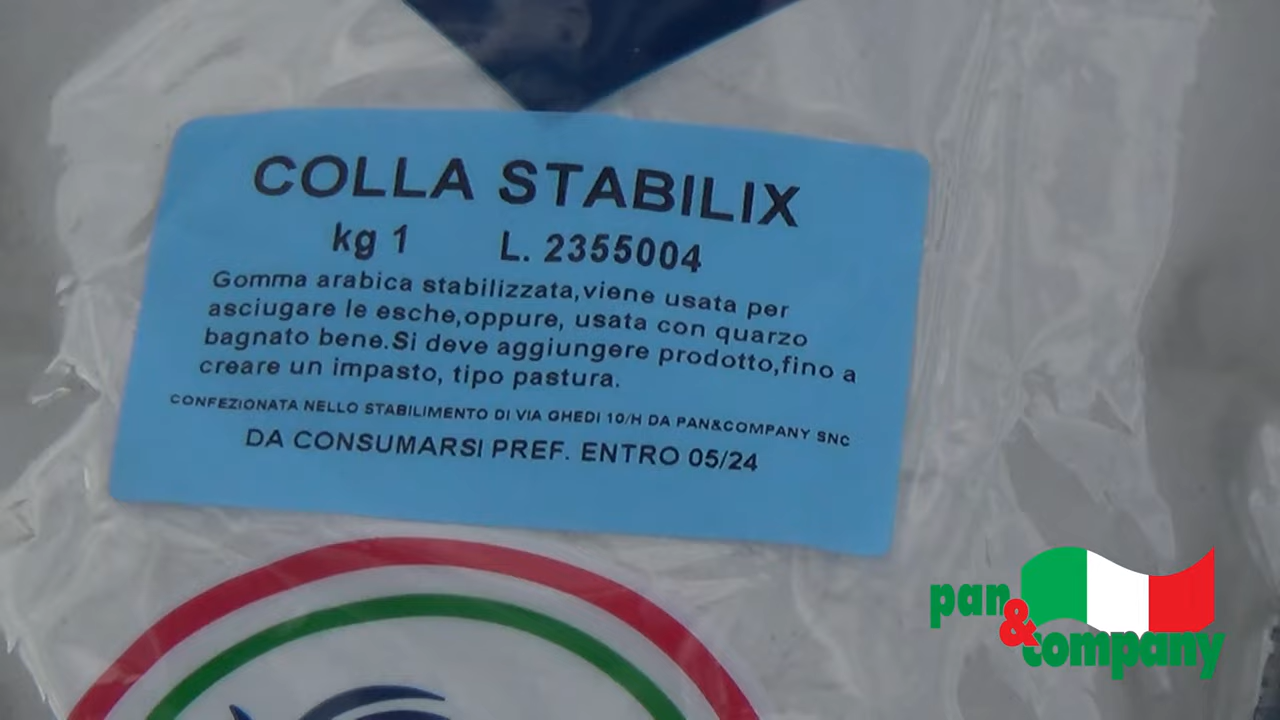 COLLA STABILIX
kg 1 L. 2355004
Gomma arabica stabilizzata,viene usata per
asciugare le esche,oppure, usata con quarzo
bagnato bene.Si deve aggiungere prodotto,fino a
creare un impasto, tipo pastura.
CONFEZIONATA NELLO STABILIMENTO DI VIA GHEDI 10/H DA PAN&COMPANY SNC
DA CONSUMARSI PREF. ENTRO 05/24
pan
&
company